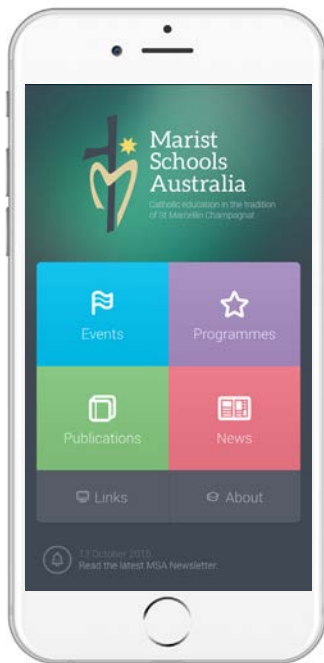 Marist
Schools
Australia
Catholic education in the tradition
of St Marcellin Champagnat
Events
Programmes
Publications
News
Links
About
13 October 2015
Read the latest MSA Newsletter.